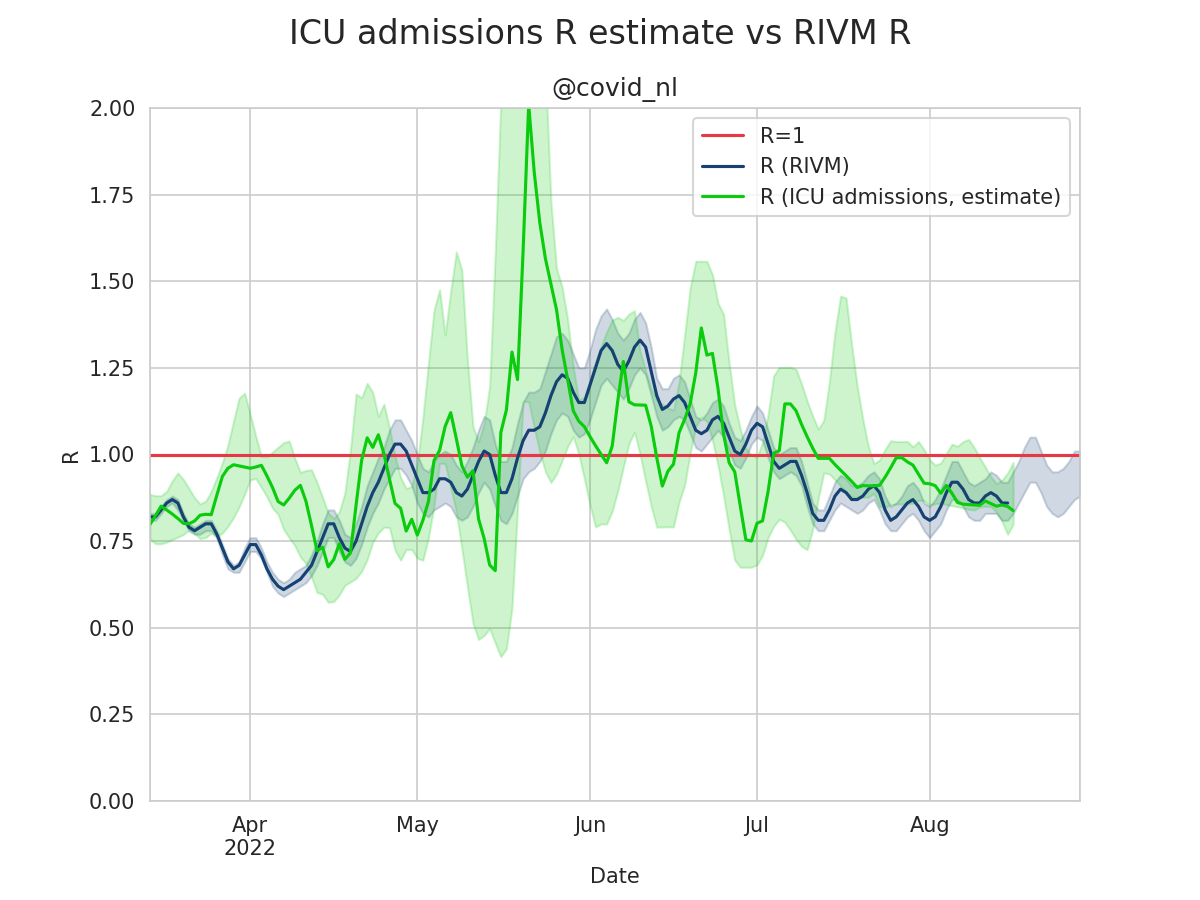 ICU admissions R estimate vs RIVM R
@covid_nl
2.00
1.75
1.50
1.25
1.00
0.75
0.50
0.25
0.00
R
R=1
R (RIVM)
R (ICU admissions, estimate)
Apr
2022
May
Jun
Jul
Aug
Date